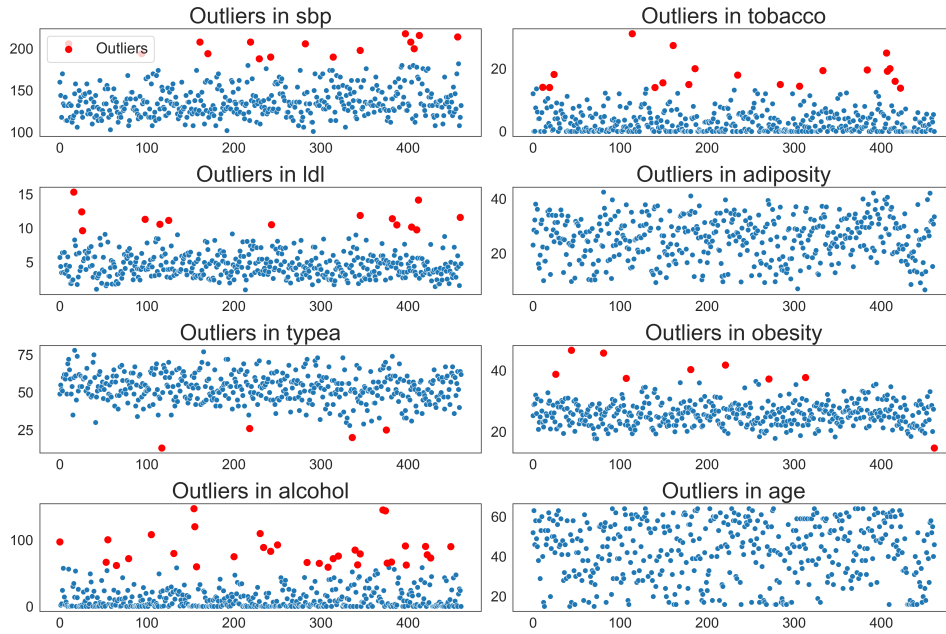 Outliers in sbp
200
150
100
Outliers
0 100 200 300 400
Outliers in tobacco
20
0
0 100 200 300 400
Outliers in ldl
15
10
5
0 100 200 300 400
Outliers in adiposity
40
20
0 100 200 300 400
Outliers in typea
75
50
25
0 100 200 300 400
Outliers in obesity
40
20
0 100 200 300 400
Outliers in alcohol
100
0
0 100 200 300 400
Outliers in age
60
40
20
0 100 200 300 400